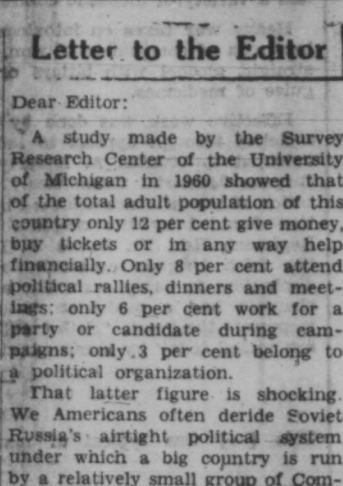 Letter to the Editor
Dear Editor:
A study made by the Survey
Research Center of the University
of Michigan in 1960 showed that
of the total adult population of this
country only 12 per cent give money,
buy tickets or in any way help
financially. Only 8 per cent attend
political rallies, dinners and meet-
ings; only 6 per cent work for a
party or candidate during cam-
paigns; only 3 per cent belong to
a political organization.
That latter figure is shocking.
We Americans often deride Soviet
Russia's airtight political system
under which a big country is run
by a relatively small group of Com-